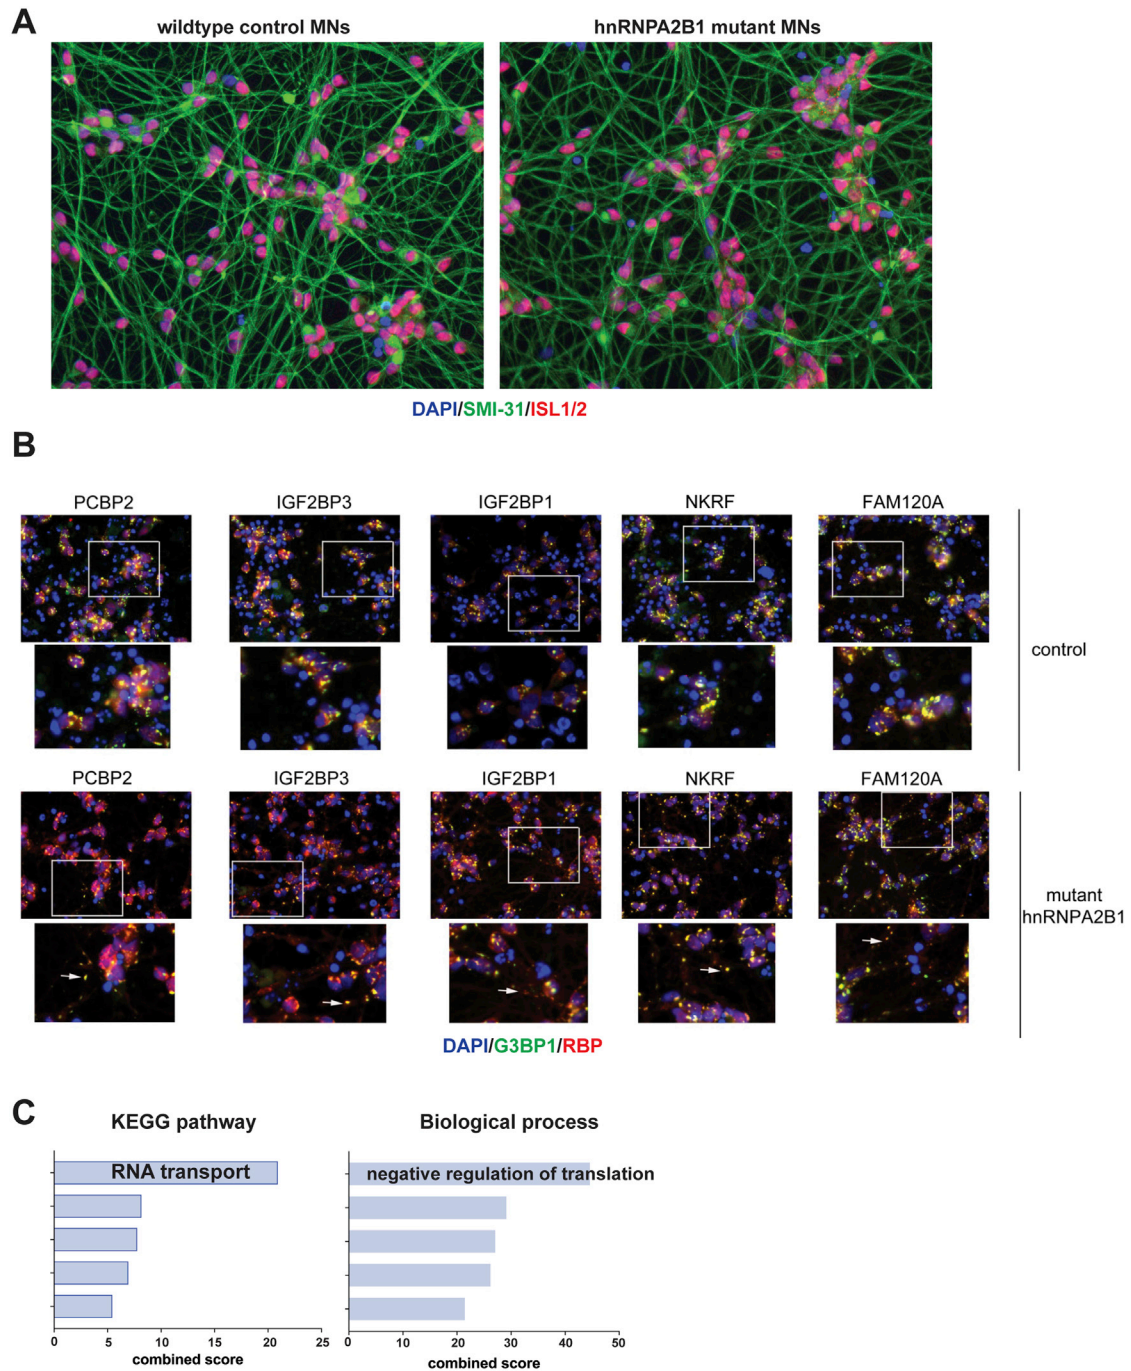 A
wildtype control MNs
hnRNPA2B1 mutant MNs
DAPI/SMI-31/ISL1/2
B
PCBP2 IGF2BP3 IGF2BP1 NKRF FAM120A
control
PCBP2 IGF2BP3 IGF2BP1 NKRF FAM120A
mutant
hnRNPA2B1
DAPI/G3BP1/RBP
C
KEGG pathway
RNA transport
0 5 10 15 20 25
combined score
Biological process
negative regulation of translation
0 10 20 30 40 50
combined score